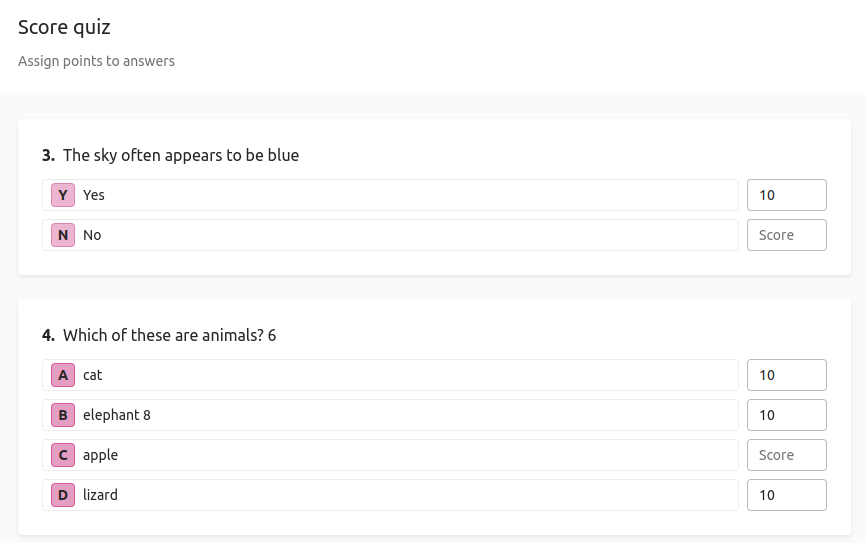 Score quiz
Assign points to answers
3. The sky often appears to be blue
Y Yes 10
N No Score
4. Which of these are animals? 6
A cat 10
B elephant 8 10
C apple Score
D lizard 10